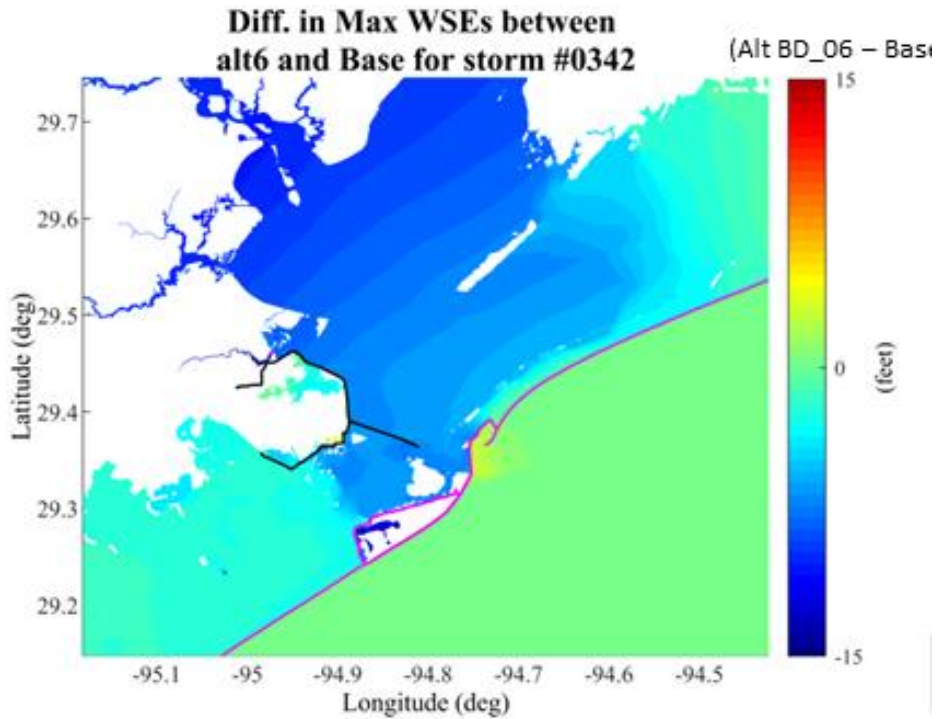 Diff. in Max WSEs between
alt6 and Base for storm #0342
(Alt BD_06 – Base
15
0
-15
(feet)
29.7
29.6
29.5
29.4
29.3
29.2
Latitude (deg)
-95.1
-95
-94.9
-94.8
-94.7
-94.6
-94.5
Longitude (deg)